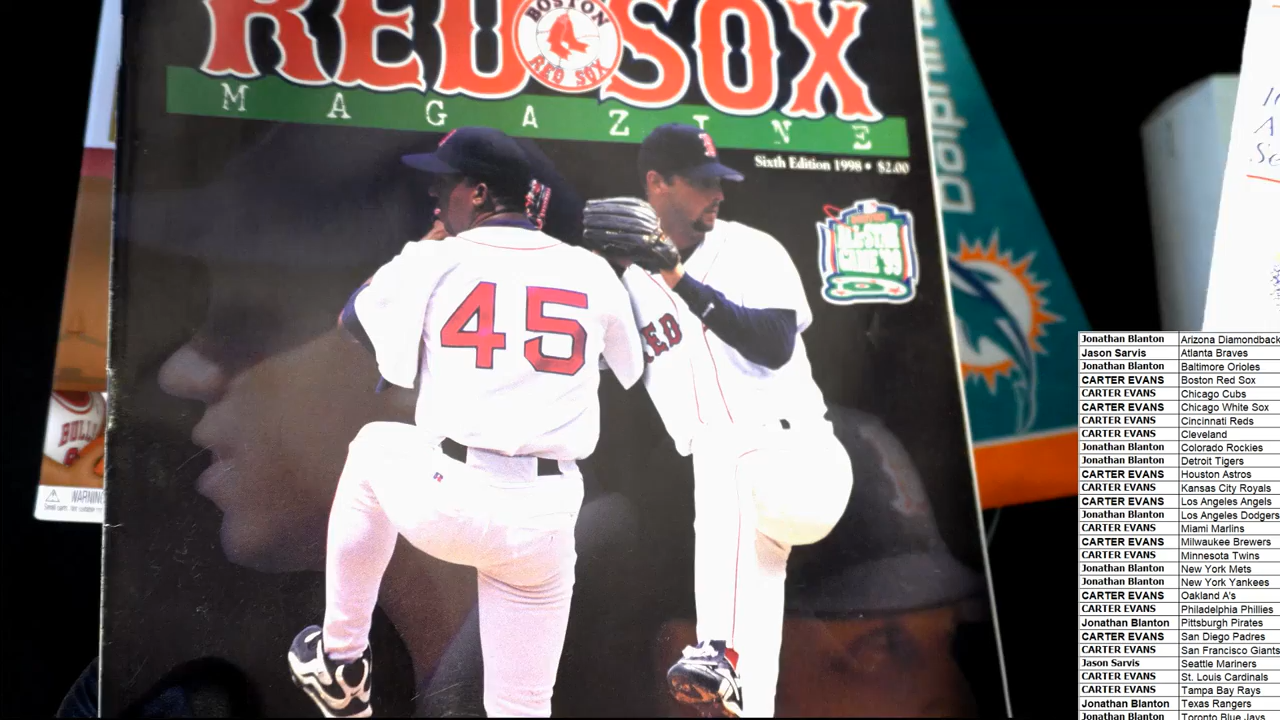 RED SOX
BOSTON
RED SOX
MAGAZINE
Sixth Edition 1998 • $2.00
ALL-STAR
GAME '99
45
RED
Dolphins
BULLS
WARNING
Jonathan Blanton Arizona Diamondback
Jason Sarvis Atlanta Braves
Jonathan Blanton Baltimore Orioles
CARTER EVANS Boston Red Sox
CARTER EVANS Chicago Cubs
CARTER EVANS Chicago White Sox
CARTER EVANS Cincinnati Reds
CARTER EVANS Cleveland
Jonathan Blanton Colorado Rockies
Jonathan Blanton Detroit Tigers
CARTER EVANS Houston Astros
CARTER EVANS Kansas City Royals
CARTER EVANS Los Angeles Angels
Jonathan Blanton Los Angeles Dodgers
CARTER EVANS Miami Marlins
CARTER EVANS Milwaukee Brewers
CARTER EVANS Minnesota Twins
Jonathan Blanton New York Mets
Jonathan Blanton New York Yankees
CARTER EVANS Oakland A's
CARTER EVANS Philadelphia Phillies
Jonathan Blanton Pittsburgh Pirates
CARTER EVANS San Diego Padres
CARTER EVANS San Francisco Giants
Jason Sarvis Seattle Mariners
CARTER EVANS St. Louis Cardinals
CARTER EVANS Tampa Bay Rays
Jonathan Blanton Texas Rangers
Jonathan Blanton Toronto Blue Jays